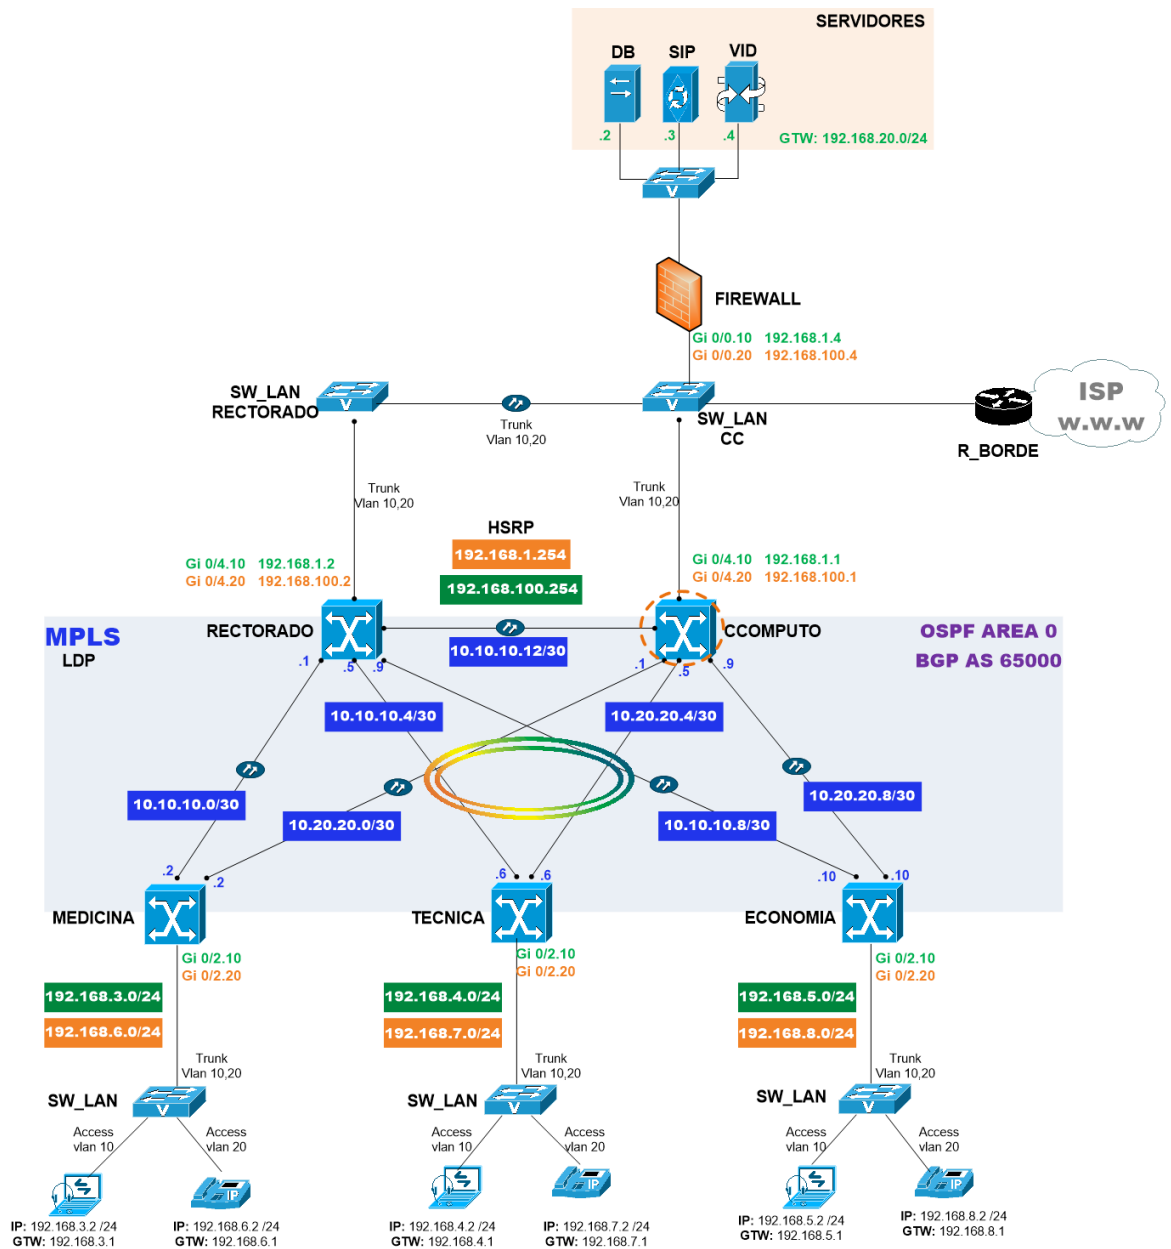 SERVIDORES
DB SIP VID
.2 .3 .4
GTW: 192.168.20.0/24
V
FIREWALL
Gi 0/0.10 192.168.1.4
Gi 0/0.20 192.168.100.4
SW_LAN
RECTORADO
V
V
Trunk
Vlan 10,20
SW_LAN
CC
ISP
w.w.w
R_BORDE
Trunk
Vlan 10,20
Trunk
Vlan 10,20
HSRP
192.168.1.254
192.168.100.254
Gi 0/4.10 192.168.1.2
Gi 0/4.20 192.168.100.2
Gi 0/4.10 192.168.1.1
Gi 0/4.20 192.168.100.1
MPLS
LDP
RECTORADO
CCOMPUTO
OSPF AREA 0
BGP AS 65000
10.10.10.12/30
.1 .5 .9
.1 .5 .9
10.10.10.4/30
10.20.20.4/30
10.10.10.0/30
10.20.20.0/30
10.10.10.8/30
10.20.20.8/30
.2 .2
.6 .6
.10 .10
MEDICINA
TECNICA
ECONOMIA
Gi 0/2.10
Gi 0/2.20
Gi 0/2.10
Gi 0/2.20
Gi 0/2.10
Gi 0/2.20
192.168.3.0/24
192.168.6.0/24
192.168.4.0/24
192.168.7.0/24
192.168.5.0/24
192.168.8.0/24
Trunk
Vlan 10,20
Trunk
Vlan 10,20
Trunk
Vlan 10,20
SW_LAN
V
SW_LAN
V
SW_LAN
V
Access
vlan 10
Access
vlan 20
Access
vlan 10
Access
vlan 20
Access
vlan 10
Access
vlan 20
IP
IP
IP
IP: 192.168.3.2 /24
GTW: 192.168.3.1
IP: 192.168.6.2 /24
GTW: 192.168.6.1
IP: 192.168.4.2 /24
GTW: 192.168.4.1
IP: 192.168.7.2 /24
GTW: 192.168.7.1
IP: 192.168.5.2 /24
GTW: 192.168.5.1
IP: 192.168.8.2 /24
GTW: 192.168.8.1